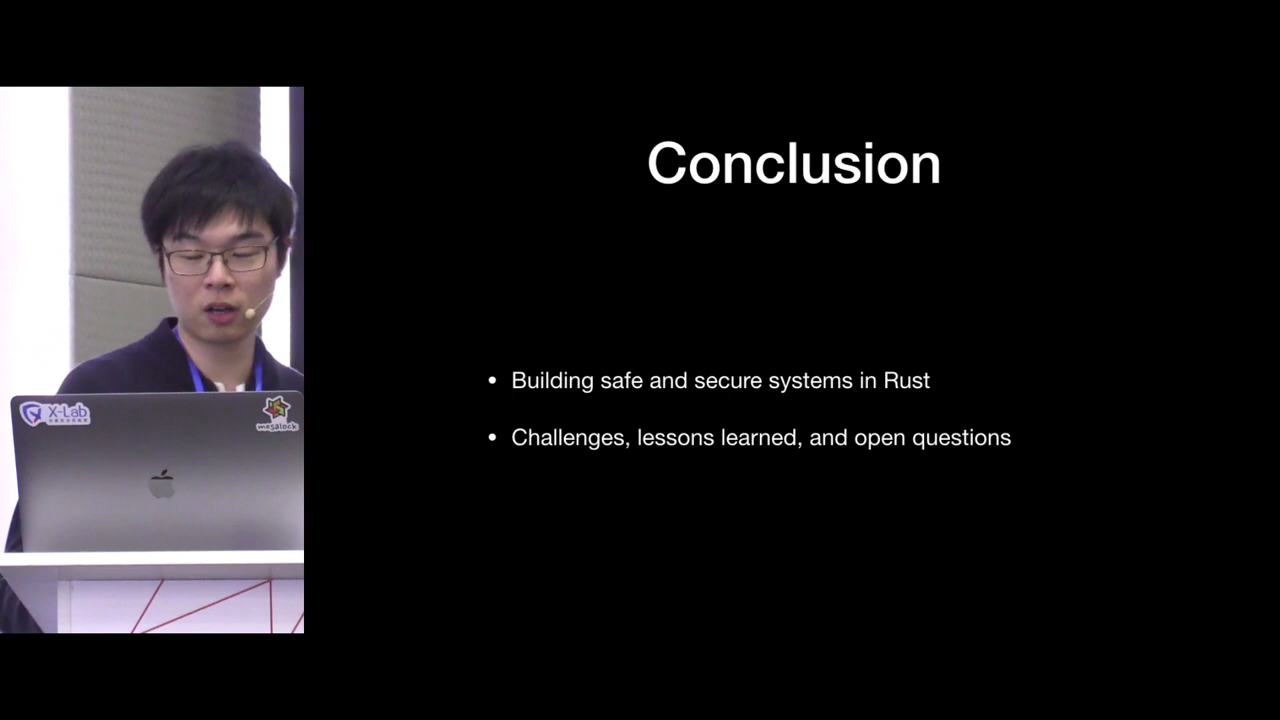 Conclusion
• Building safe and secure systems in Rust
• Challenges, lessons learned, and open questions
X-Lab
mesalock